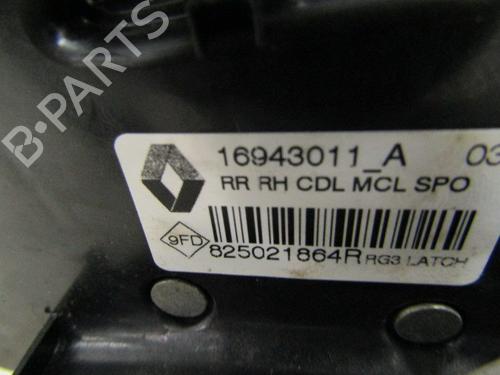 B-PARTS
16943011_A 03
RR RH CDL MCL SPO
9FD
825021864R RG3 LATCH